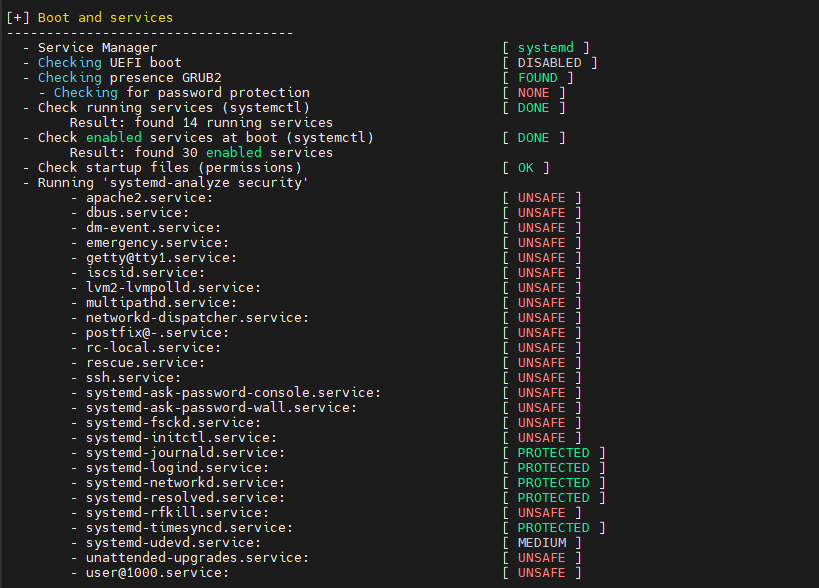 [+] Boot and services
------------------------------------
- Service Manager [ systemd ]
- Checking UEFI boot [ DISABLED ]
- Checking presence GRUB2 [ FOUND ]
- Checking for password protection [ NONE ]
- Check running services (systemctl) [ DONE ]
Result: found 14 running services
- Check enabled services at boot (systemctl) [ DONE ]
Result: found 30 enabled services
- Check startup files (permissions) [ OK ]
- Running 'systemd-analyze security'
- apache2.service: [ UNSAFE ]
- dbus.service: [ UNSAFE ]
- dm-event.service: [ UNSAFE ]
- emergency.service: [ UNSAFE ]
- getty@tty1.service: [ UNSAFE ]
- iscsid.service: [ UNSAFE ]
- lvm2-lvmpolld.service: [ UNSAFE ]
- multipathd.service: [ UNSAFE ]
- networkd-dispatcher.service: [ UNSAFE ]
- postfix@-.service: [ UNSAFE ]
- rc-local.service: [ UNSAFE ]
- rescue.service: [ UNSAFE ]
- ssh.service: [ UNSAFE ]
- systemd-ask-password-console.service: [ UNSAFE ]
- systemd-ask-password-wall.service: [ UNSAFE ]
- systemd-fsckd.service: [ UNSAFE ]
- systemd-initctl.service: [ UNSAFE ]
- systemd-journald.service: [ PROTECTED ]
- systemd-logind.service: [ PROTECTED ]
- systemd-networkd.service: [ PROTECTED ]
- systemd-resolved.service: [ PROTECTED ]
- systemd-rfkill.service: [ UNSAFE ]
- systemd-timesyncd.service: [ PROTECTED ]
- systemd-udevd.service: [ MEDIUM ]
- unattended-upgrades.service: [ UNSAFE ]
- user@1000.service: [ UNSAFE ]